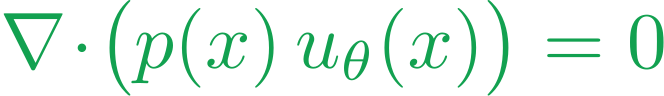 ∇·(p(x) u_θ(x)) = 0